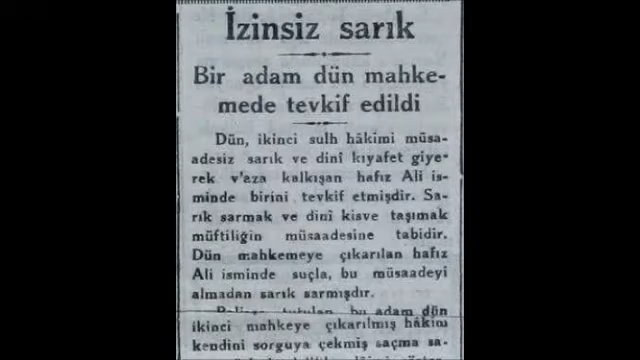 İzinsiz sarık
Bir adam dün mahke-
mede tevkif edildi
Dün, ikinci sulh hâkimi müsa-
adesiz sarık ve dinî kıyafet giye-
rek v'aza kalkışan hafız Ali is-
minde birini tevkif etmişdir. Sa-
rık sarmak ve dinî kisve taşımak
müftiliğin müsaadesine tabidir.
Dün mahkemeye çıkarılan hafız
Ali isminde suçla, bu müsaadeyi
almadan sarık sarmışdır.
bu adam dün
ikinci mahkeye çıkarılmış hâkim
kendini sorguya çekmiş saçma sa-